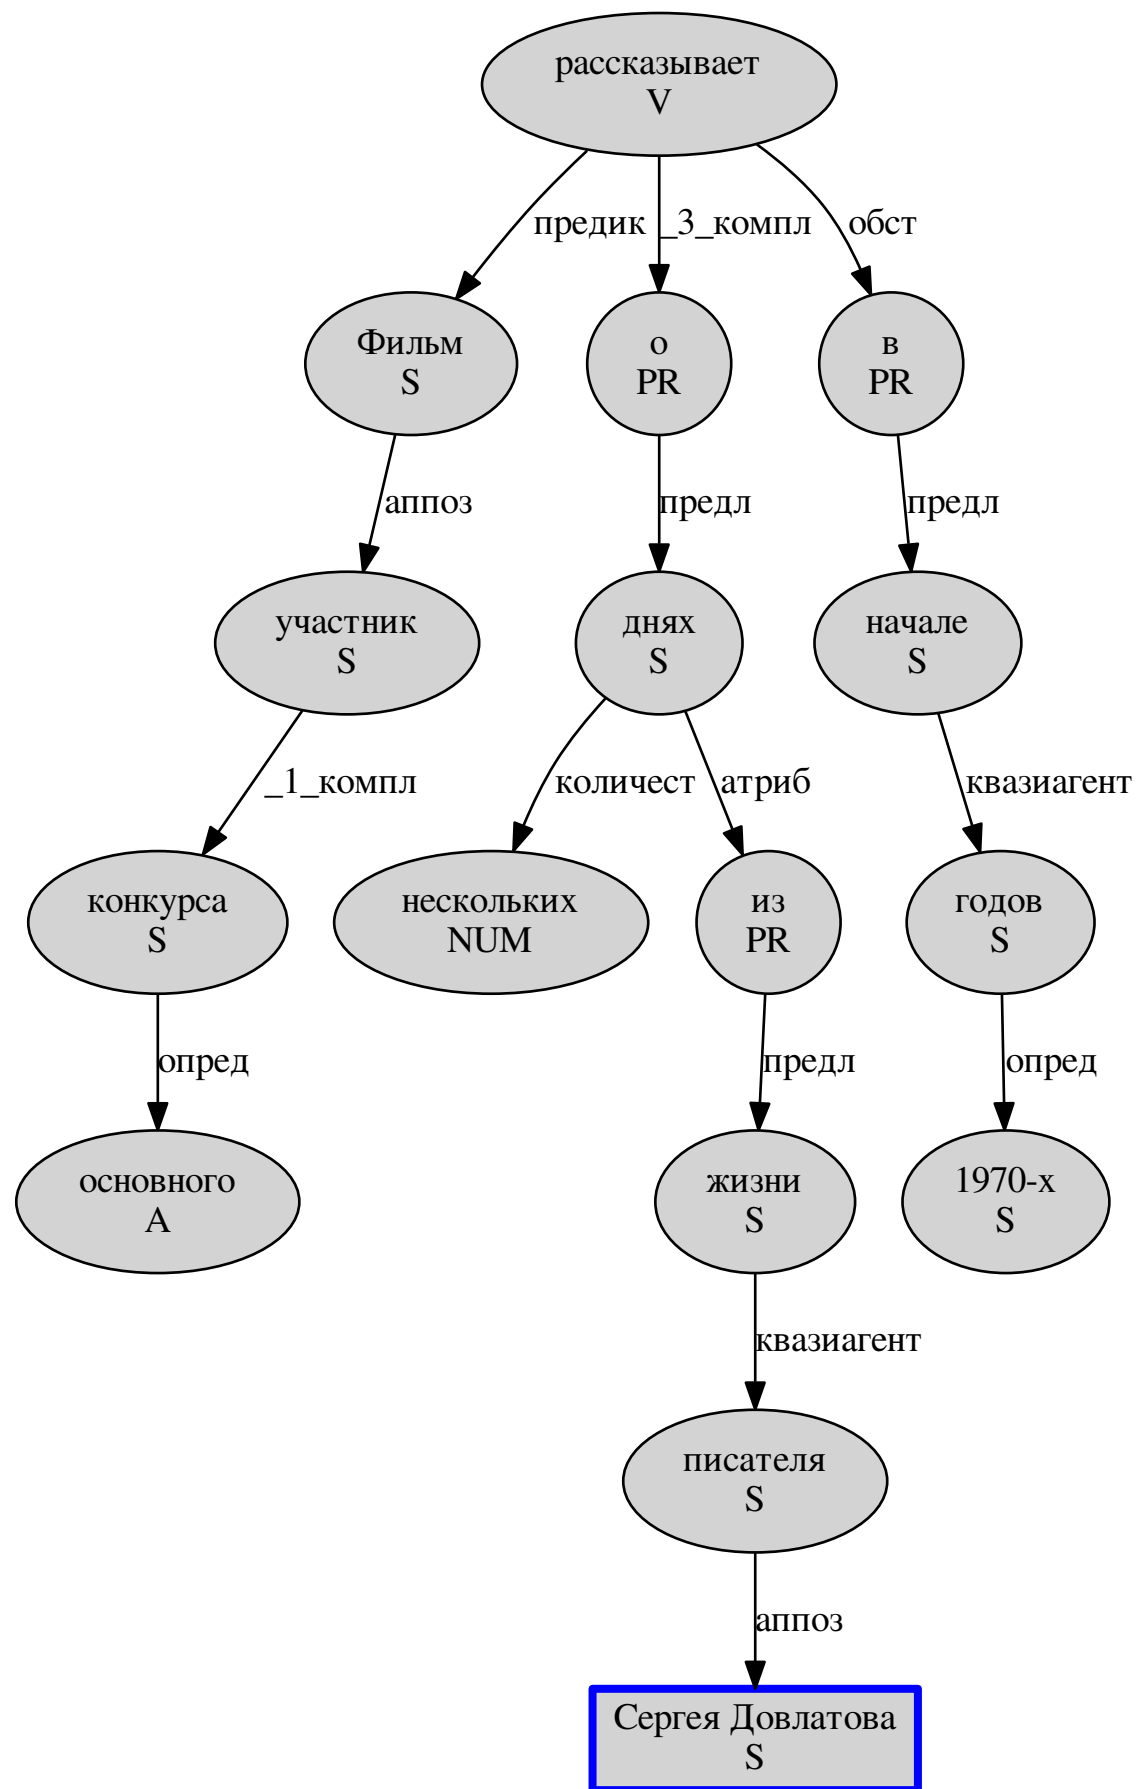 рассказывает
V
предик
_3_компл
обст
Фильм
S
о
PR
в
PR
аппоз
предл
предл
участник
S
днях
S
начале
S
_1_компл
количест
атриб
квазиагент
конкурса
S
нескольких
NUM
из
PR
годов
S
опред
предл
опред
основного
A
жизни
S
1970-х
S
квазиагент
писателя
S
аппоз
Сергея Довлатова
S